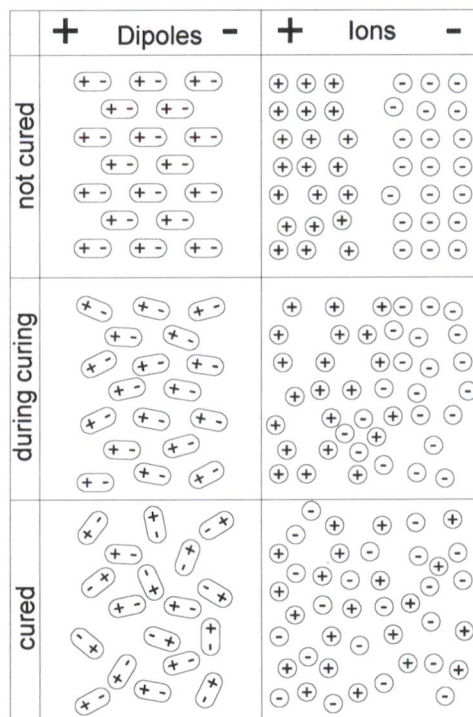 + Dipoles - + Ions -
not cured
during curing
cured